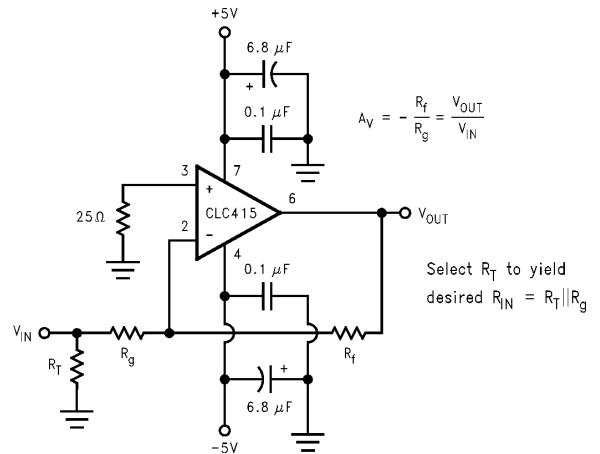 +5V
6.8 μF
+
0.1 μF
A_V = - R_f / R_g = V_OUT / V_IN
3
7
+
CLC415
6
V_OUT
25Ω
2
-
4
0.1 μF
Select R_T to yield
desired R_IN = R_T||R_g
V_IN
R_g
R_f
R_T
+
6.8 μF
-5V